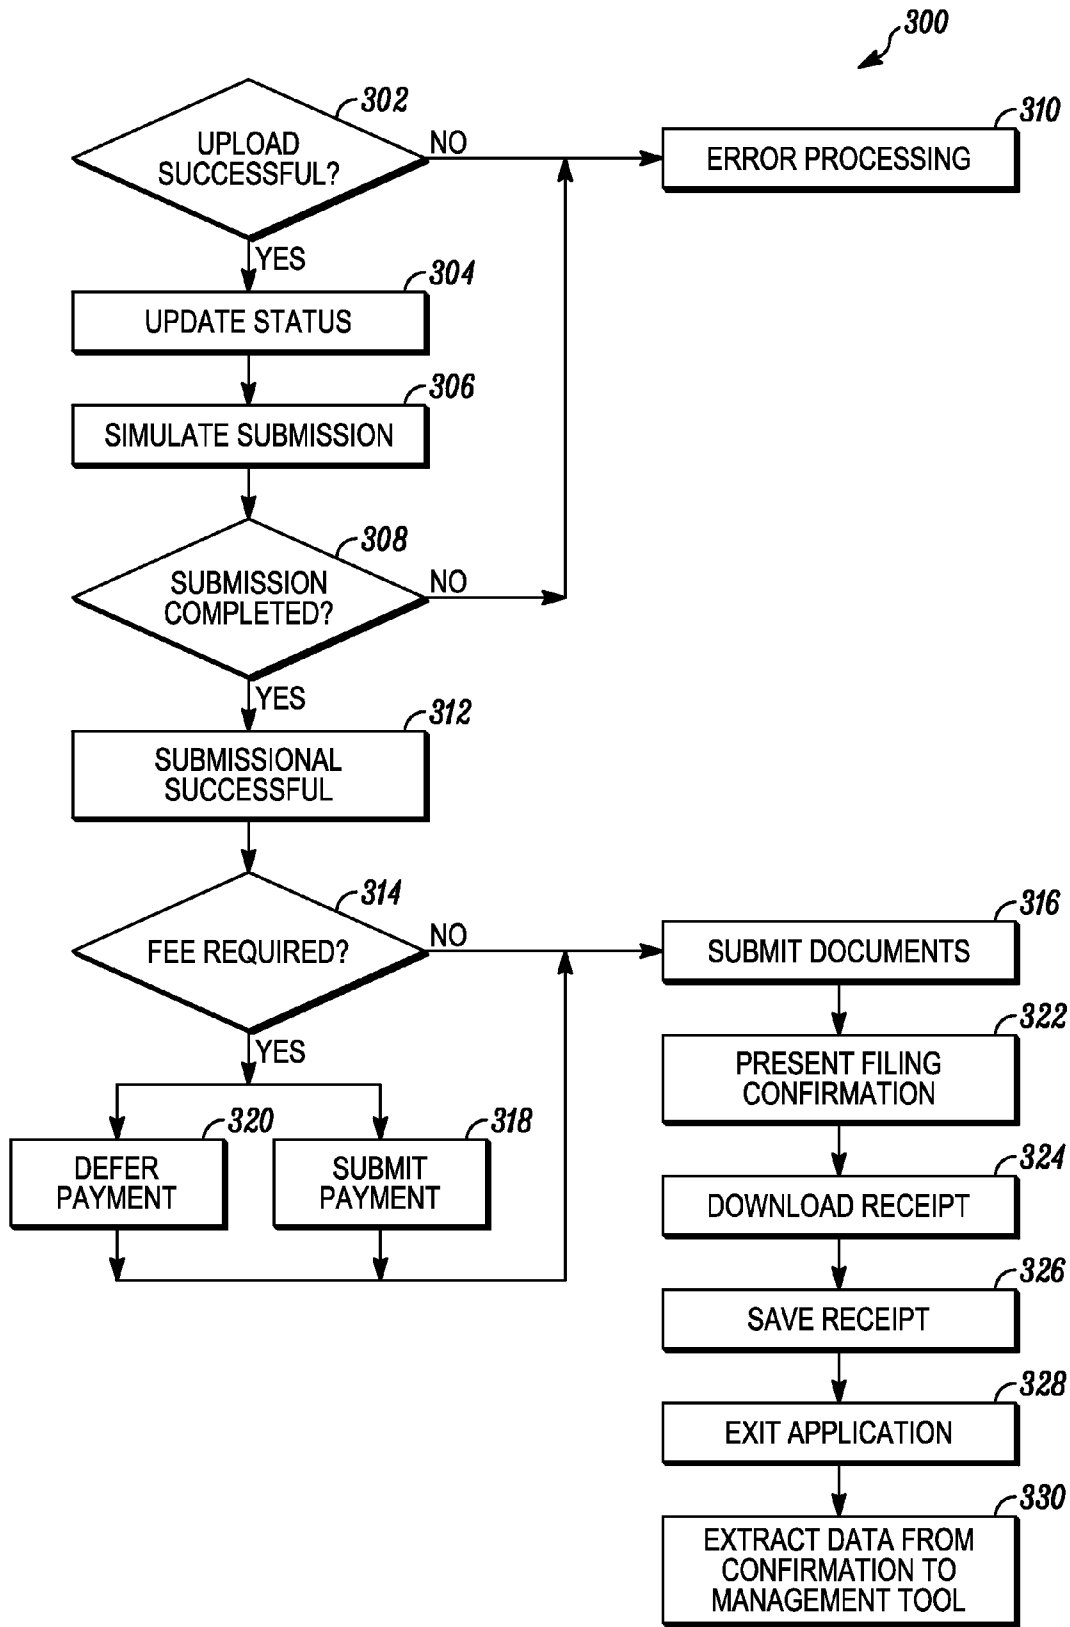 300
302
UPLOAD
SUCCESSFUL?
NO
310
ERROR PROCESSING
YES
304
UPDATE STATUS
306
SIMULATE SUBMISSION
308
SUBMISSION
COMPLETED?
NO
YES
312
SUBMISSIONAL
SUCCESSFUL
314
FEE REQUIRED?
NO
YES
320
DEFER
PAYMENT
318
SUBMIT
PAYMENT
316
SUBMIT DOCUMENTS
322
PRESENT FILING
CONFIRMATION
324
DOWNLOAD RECEIPT
326
SAVE RECEIPT
328
EXIT APPLICATION
330
EXTRACT DATA FROM
CONFIRMATION TO
MANAGEMENT TOOL